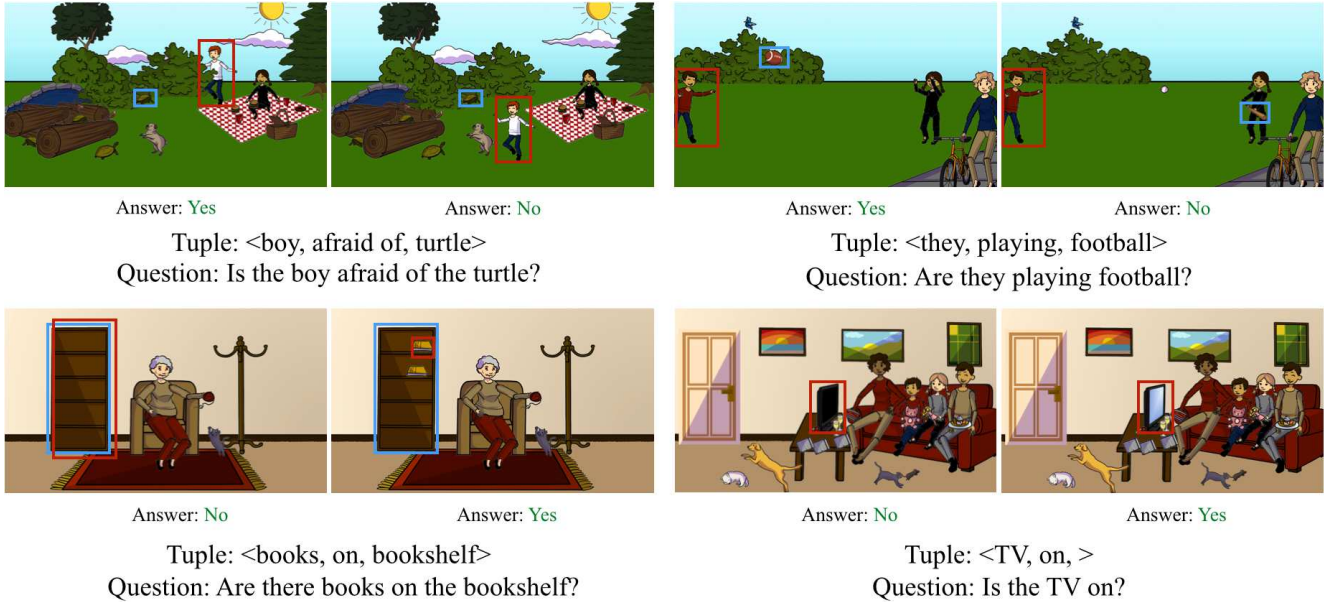 Answer: Yes
Answer: No
Tuple: <boy, afraid of, turtle>
Question: Is the boy afraid of the turtle?
Answer: Yes
Answer: No
Tuple: <they, playing, football>
Question: Are they playing football?
Answer: No
Answer: Yes
Tuple: <books, on, bookshelf>
Question: Are there books on the bookshelf?
Answer: No
Answer: Yes
Tuple: <TV, on, >
Question: Is the TV on?